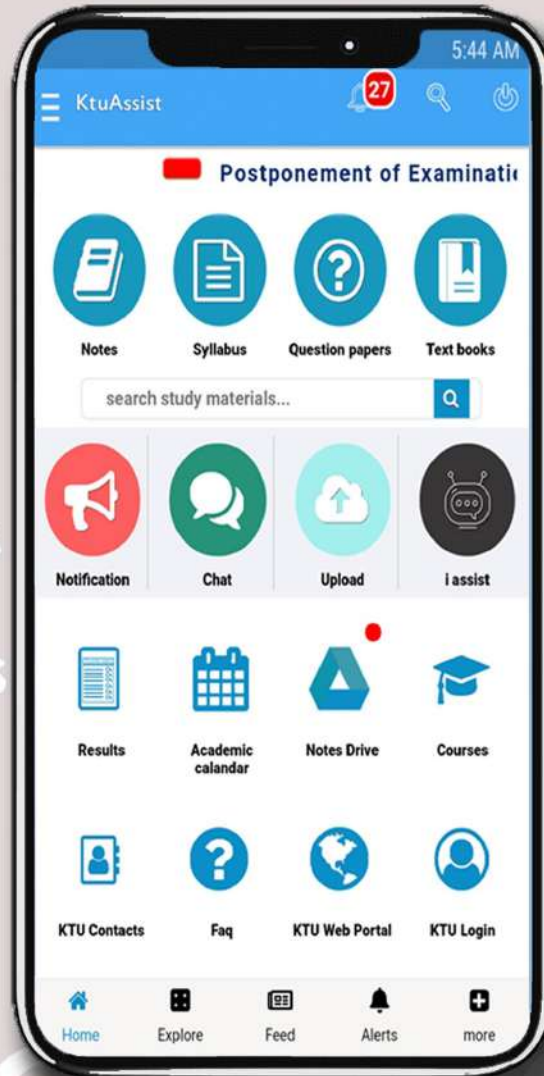 5:44 AM
KtuAssist
27
Postponement of Examinati
Notes Syllabus Question papers Text books
search study materials...
Notification Chat Upload i assist
Results Academic calandar Notes Drive Courses
KTU Contacts Faq KTU Web Portal KTU Login
Home Explore Feed Alerts more